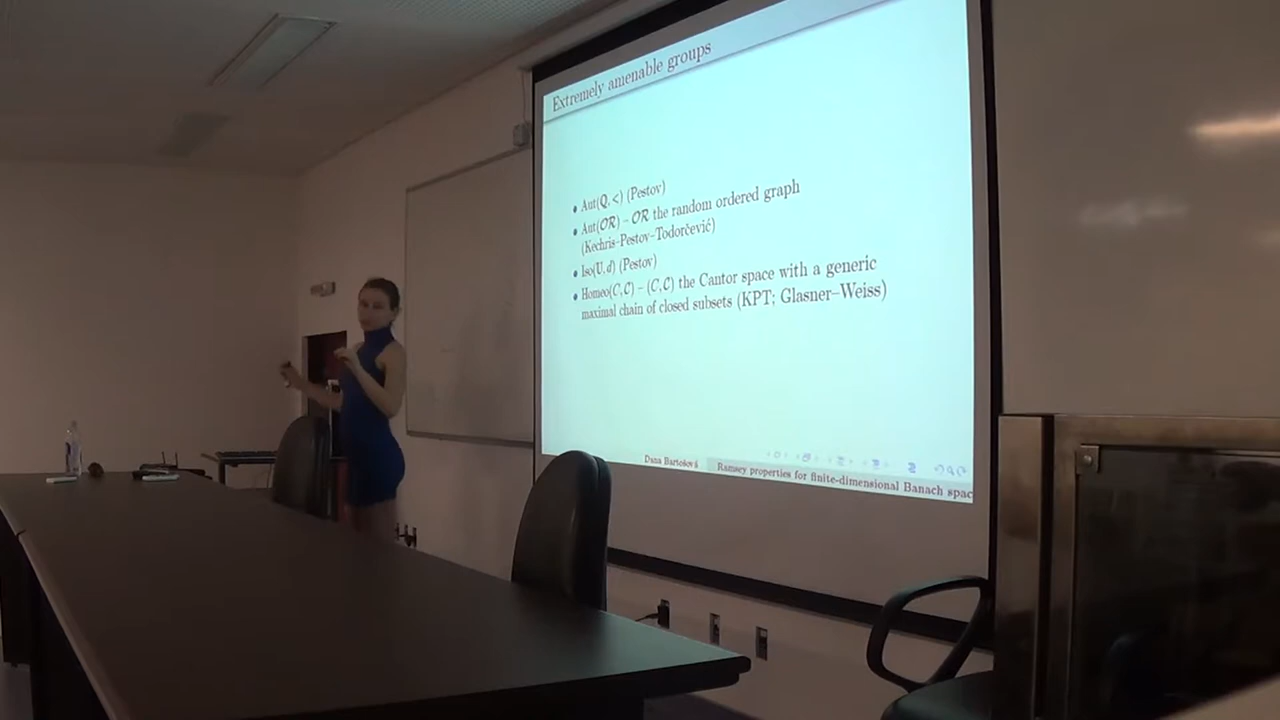 Extremely amenable groups
• Aut(Q, <) (Pestov)
• Aut(𝒪ℛ) – 𝒪ℛ the random ordered graph
(Kechris–Pestov–Todorčević)
• Iso(U, d) (Pestov)
• Homeo(C, 𝒞) – (C, 𝒞) the Cantor space with a generic
maximal chain of closed subsets (KPT; Glasner–Weiss)
Dana Bartošová Ramsey properties for finite-dimensional Banach spac